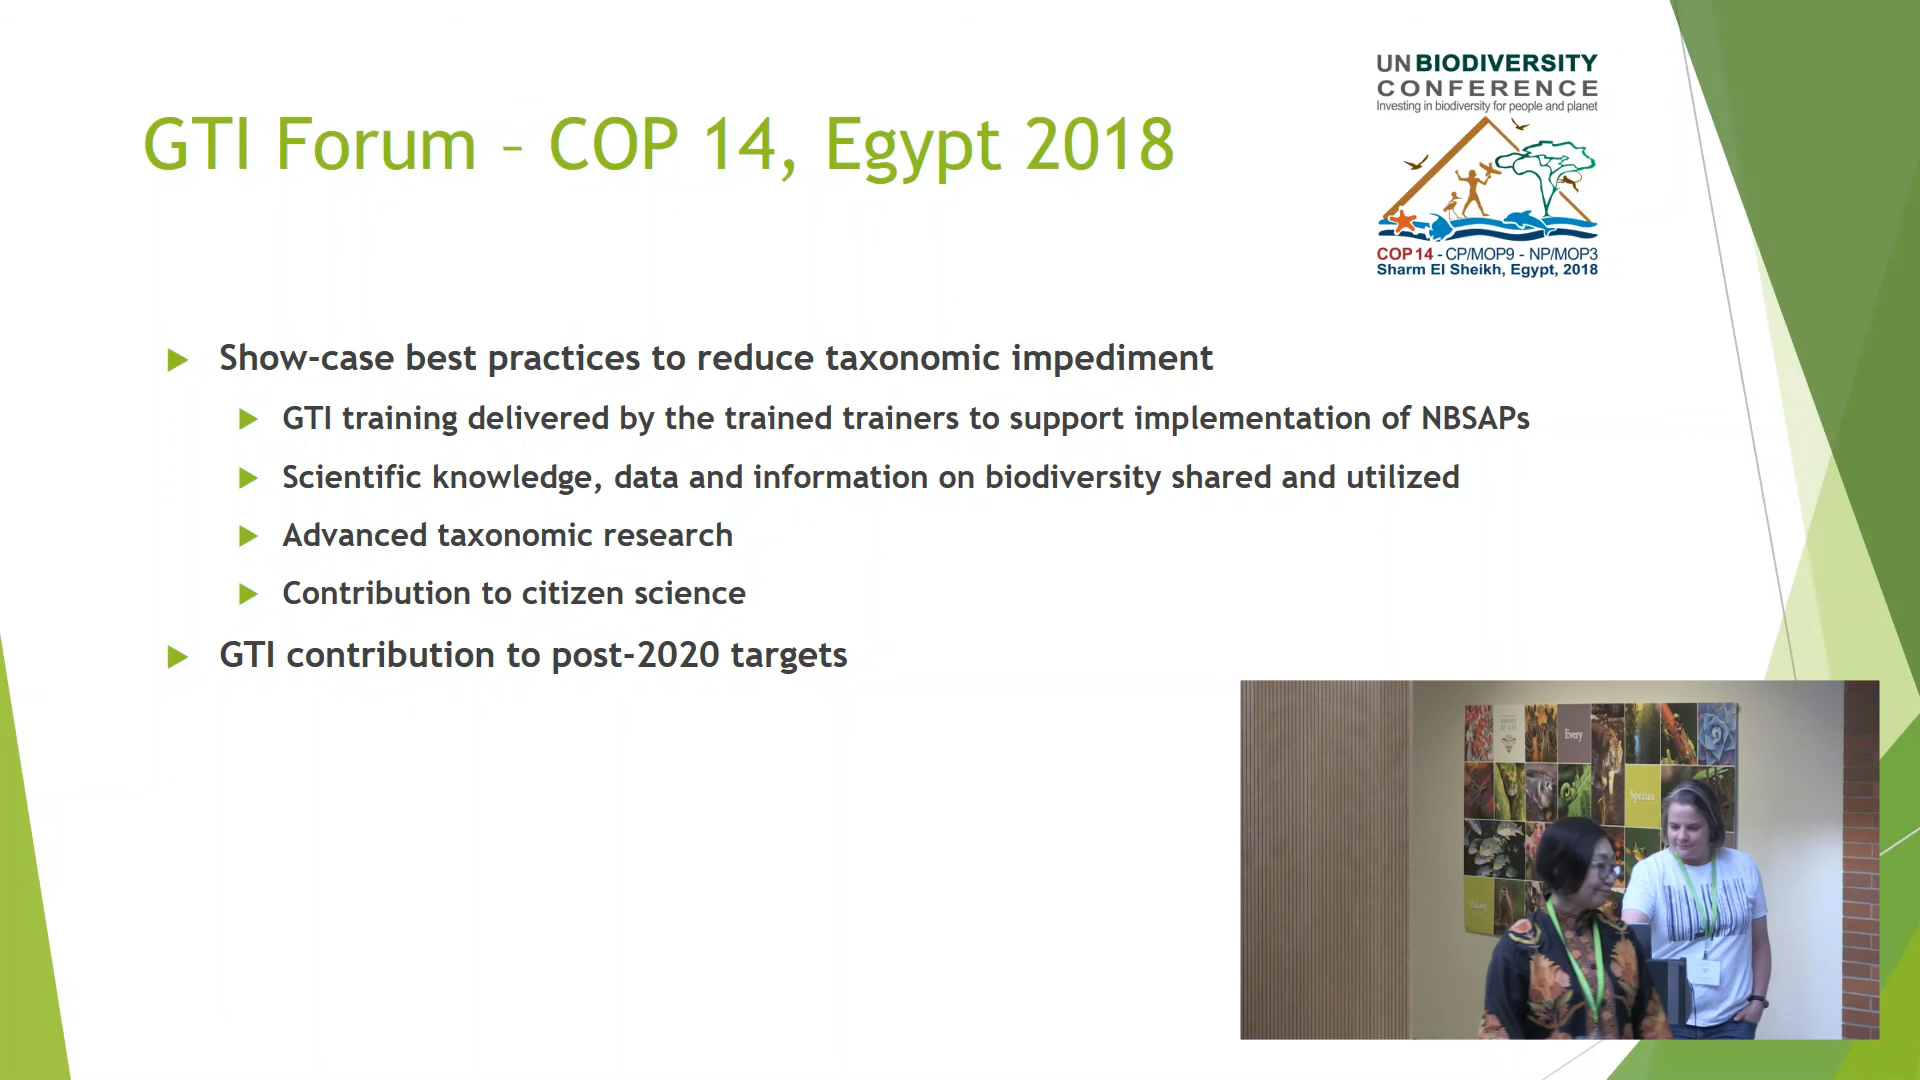 GTI Forum – COP 14, Egypt 2018
UN BIODIVERSITY
CONFERENCE
Investing in biodiversity for people and planet
COP 14 - CP/MOP9 - NP/MOP3
Sharm El Sheikh, Egypt, 2018
Show-case best practices to reduce taxonomic impediment
GTI training delivered by the trained trainers to support implementation of NBSAPs
Scientific knowledge, data and information on biodiversity shared and utilized
Advanced taxonomic research
Contribution to citizen science
GTI contribution to post-2020 targets
Every
Species